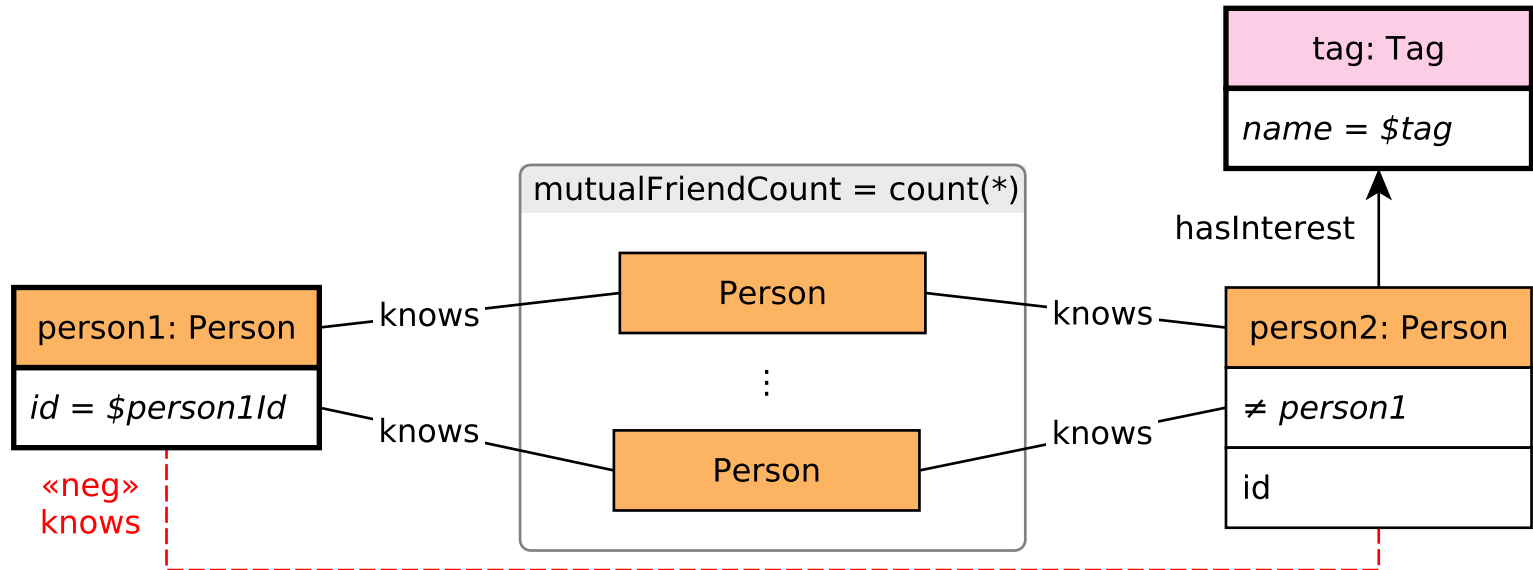 tag: Tag
name = $tag
mutualFriendCount = count(*)
hasInterest
Person
knows
knows
person1: Person
person2: Person
id = $person1Id
⋮
≠ person1
knows
knows
Person
«neg»
knows
id